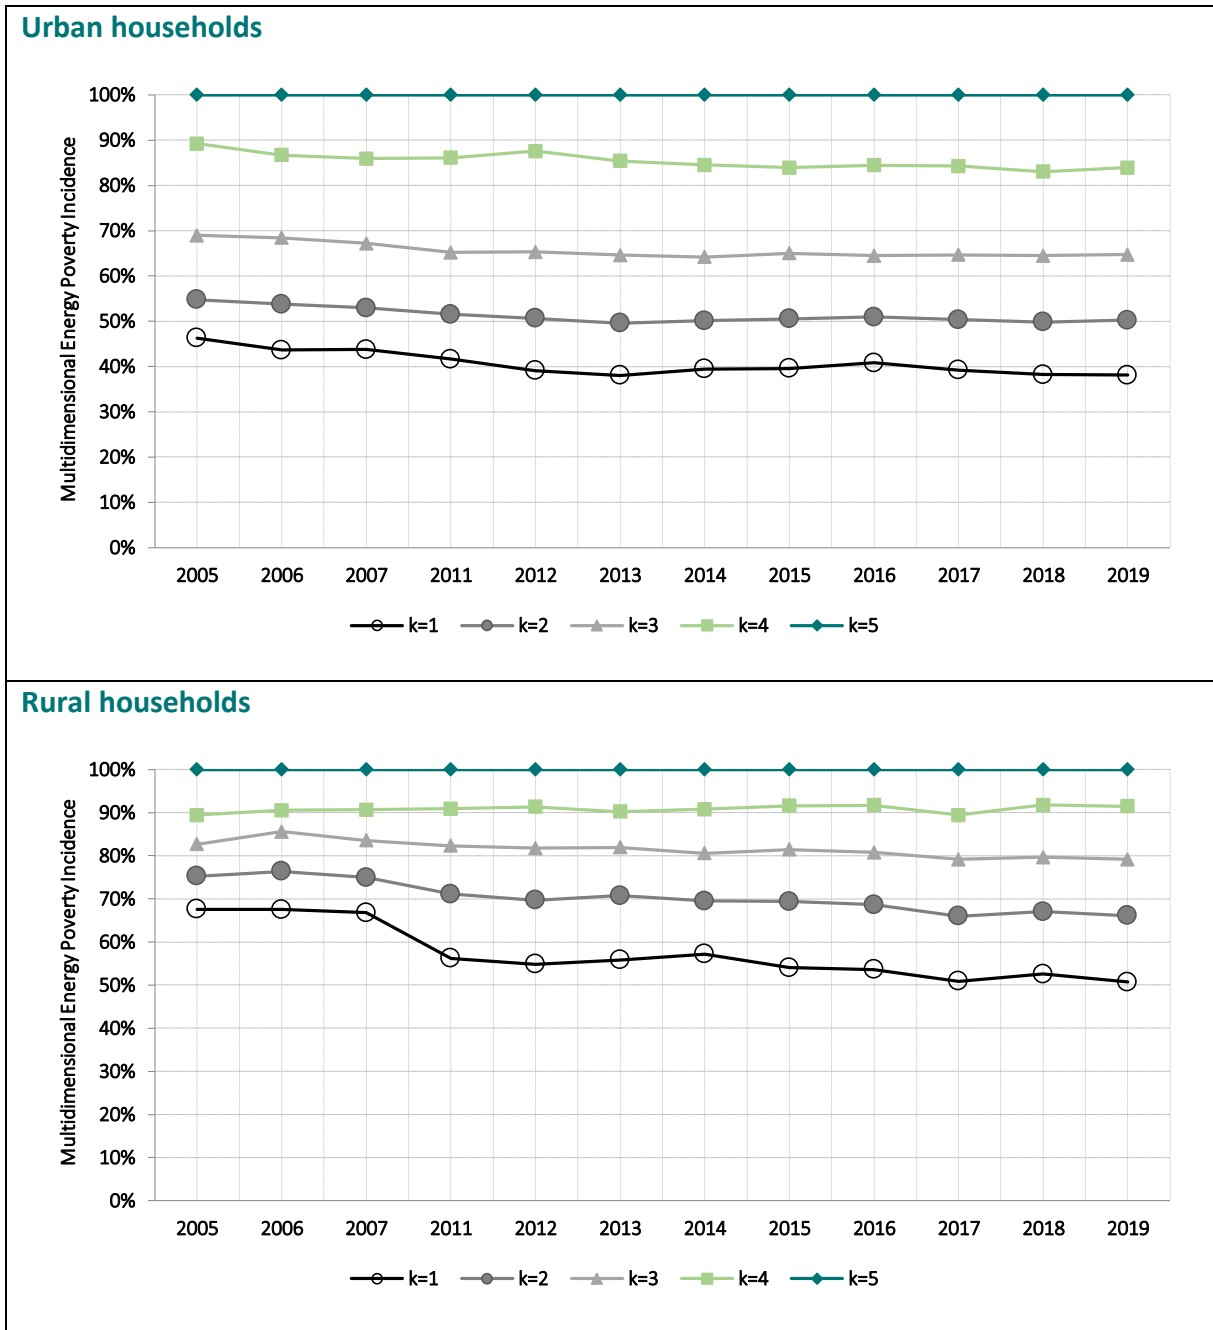 Urban households
Multidimensional Energy Poverty Incidence
100%
90%
80%
70%
60%
50%
40%
30%
20%
10%
0%
2005 2006 2007 2011 2012 2013 2014 2015 2016 2017 2018 2019
k=1 k=2 k=3 k=4 k=5
Rural households
Multidimensional Energy Poverty Incidence
100%
90%
80%
70%
60%
50%
40%
30%
20%
10%
0%
2005 2006 2007 2011 2012 2013 2014 2015 2016 2017 2018 2019
k=1 k=2 k=3 k=4 k=5